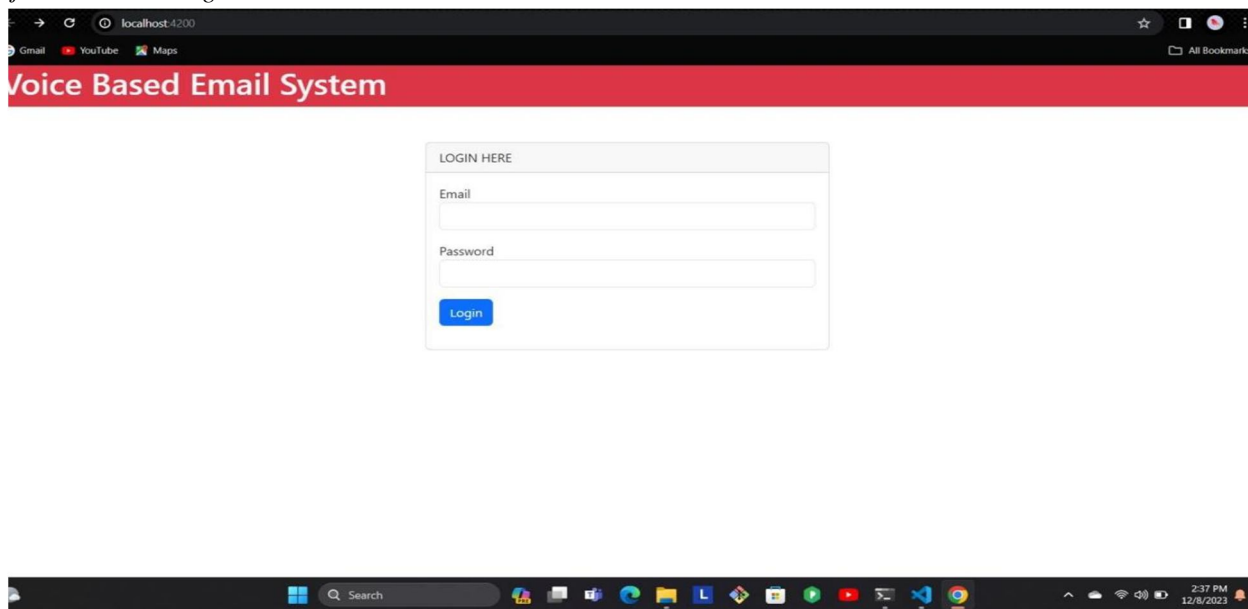 localhost:4200
Gmail YouTube Maps All Bookmarks
Voice Based Email System
LOGIN HERE
Email
Password
Login
Search
2:37 PM
12/8/2023